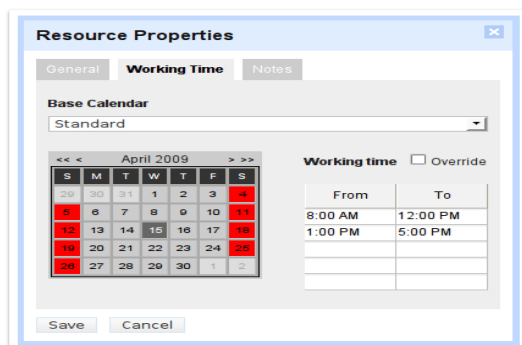 Resource Properties
General Working Time Notes
Base Calendar
Standard
<< < April 2009 > >>
Working time Override
S M T W T F S
29 30 31 1 2 3 4
5 6 7 8 9 10 11
12 13 14 15 16 17 18
19 20 21 22 23 24 25
26 27 28 29 30 1 2
From To
8:00 AM 12:00 PM
1:00 PM 5:00 PM
Save Cancel